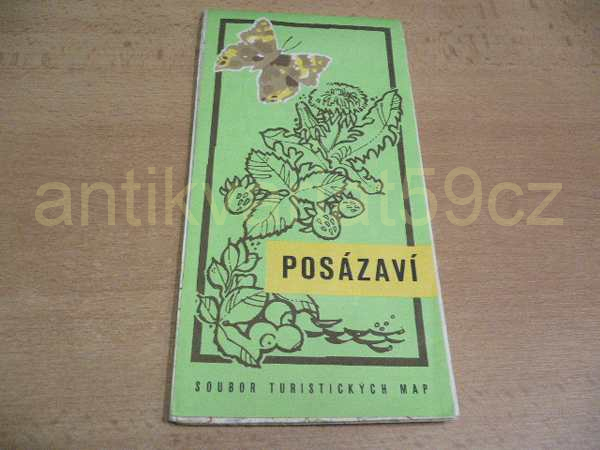 antikvariat59cz
POSÁZAVÍ
SOUBOR TURISTICKÝCH MAP